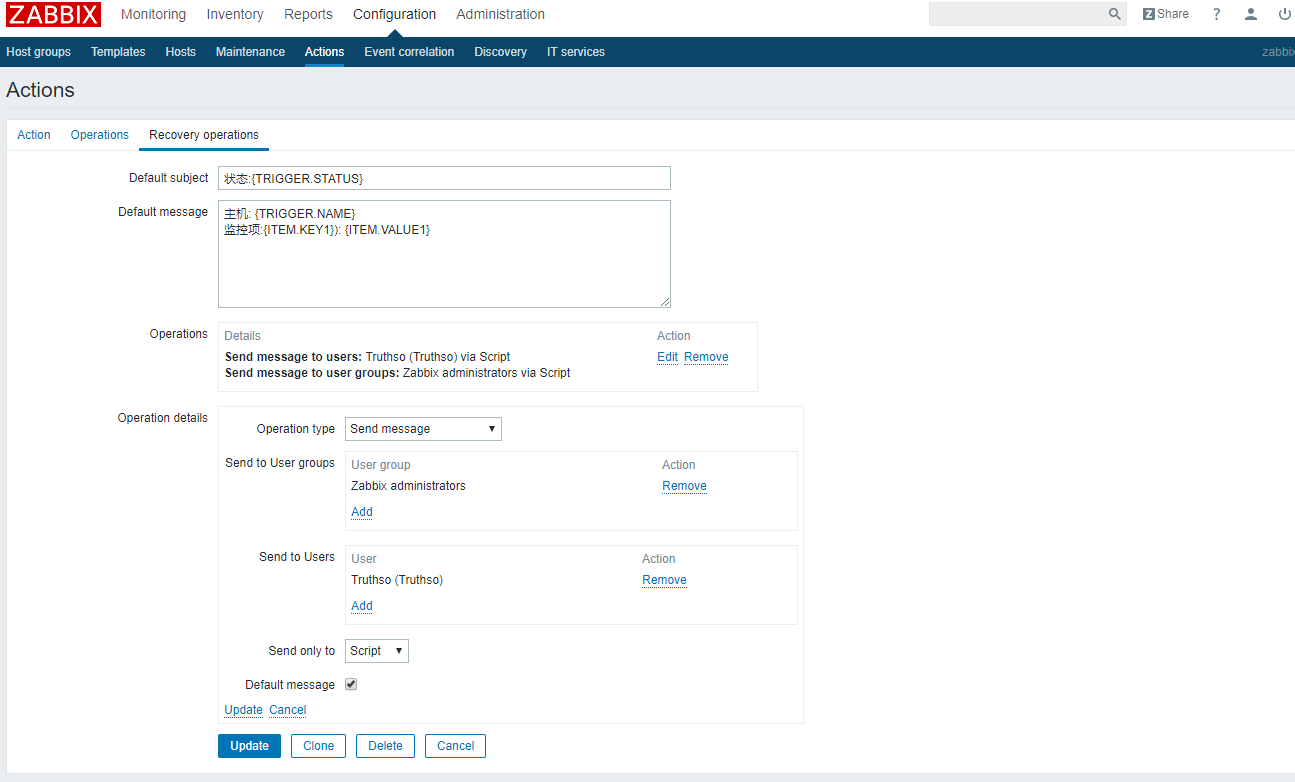 ZABBIX Monitoring Inventory Reports Configuration Administration Z Share ?
Host groups Templates Hosts Maintenance Actions Event correlation Discovery IT services zabbix
Actions
Action Operations Recovery operations
Default subject 状态:{TRIGGER.STATUS}
Default message 主机: {TRIGGER.NAME}
监控项:{ITEM.KEY1}): {ITEM.VALUE1}
Operations Details Action
Send message to users: Truthso (Truthso) via Script Edit Remove
Send message to user groups: Zabbix administrators via Script
Operation details
Operation type Send message
Send to User groups User group Action
Zabbix administrators Remove
Add
Send to Users User Action
Truthso (Truthso) Remove
Add
Send only to Script
Default message
Update Cancel
Update Clone Delete Cancel